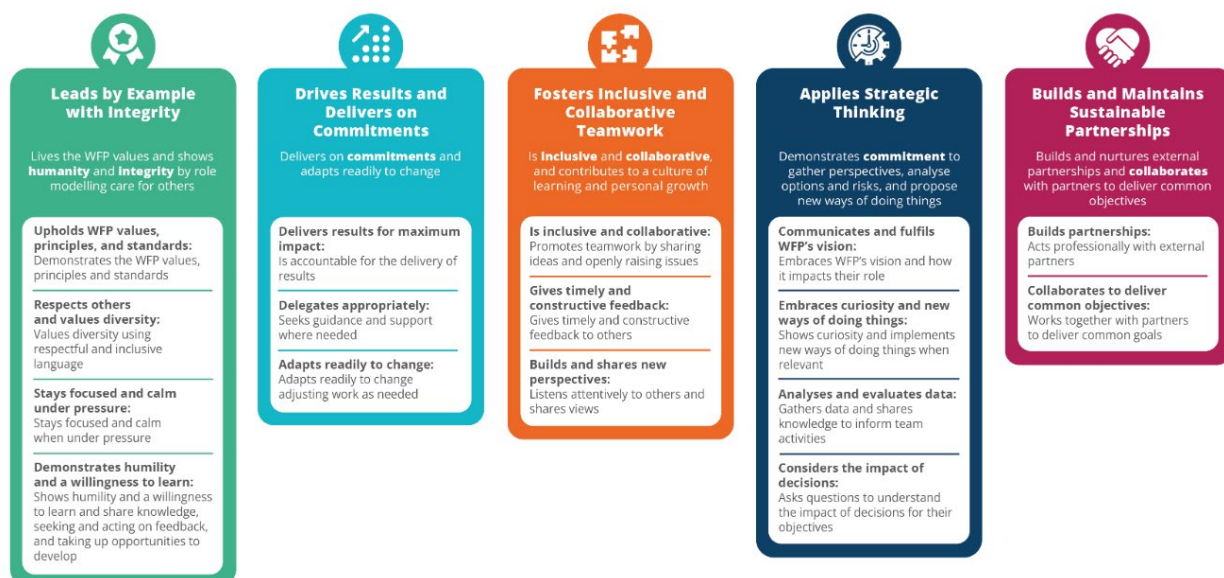 Leads by Example
with Integrity
Lives the WFP values and shows
humanity and integrity by role
modelling care for others
Upholds WFP values,
principles, and standards:
Demonstrates the WFP values,
principles and standards
Respects others
and values diversity:
Values diversity using
respectful and inclusive
language
Stays focused and calm
under pressure:
Stays focused and calm
when under pressure
Demonstrates humility
and a willingness to learn:
Shows humility and a willingness
to learn and share knowledge,
seeking and acting on feedback,
and taking up opportunities to
develop
Drives Results and
Delivers on
Commitments
Delivers on commitments and
adapts readily to change
Delivers results for maximum
impact:
Is accountable for the delivery of
results
Delegates appropriately:
Seeks guidance and support
where needed
Adapts readily to change:
Adapts readily to change
adjusting work as needed
Fosters Inclusive and
Collaborative
Teamwork
Is inclusive and collaborative,
and contributes to a culture of
learning and personal growth
Is inclusive and collaborative:
Promotes teamwork by sharing
ideas and openly raising issues
Gives timely and
constructive feedback:
Gives timely and constructive
feedback to others
Builds and shares new
perspectives:
Listens attentively to others and
shares views
Applies Strategic
Thinking
Demonstrates commitment to
gather perspectives, analyse
options and risks, and propose
new ways of doing things
Communicates and fulfils
WFP's vision:
Embraces WFP's vision and how
it impacts their role
Embraces curiosity and new
ways of doing things:
Shows curiosity and implements
new ways of doing things when
relevant
Analyses and evaluates data:
Gathers data and shares
knowledge to inform team
activities
Considers the impact of
decisions:
Asks questions to understand
the impact of decisions for their
objectives
Builds and Maintains
Sustainable
Partnerships
Builds and nurtures external
partnerships and collaborates
with partners to deliver common
objectives
Builds partnerships:
Acts professionally with external
partners
Collaborates to deliver
common objectives:
Works together with partners
to deliver common goals